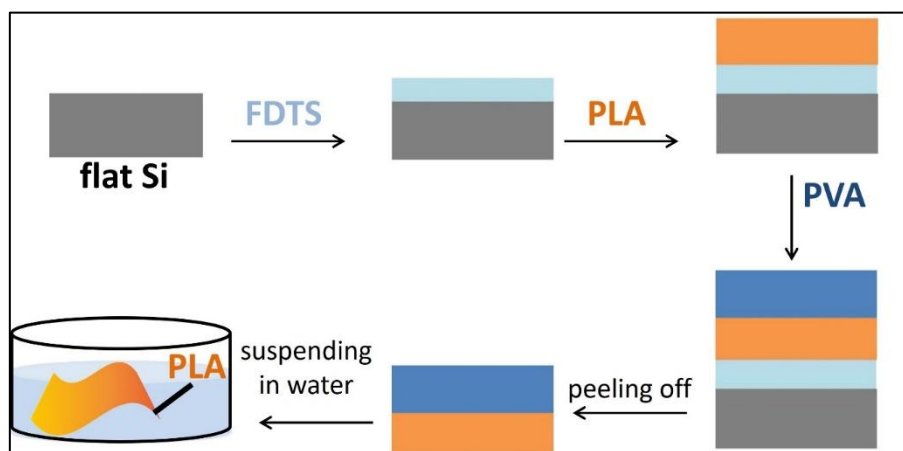 flat Si
FDTS
PLA
PVA
peeling off
suspending
in water
PLA